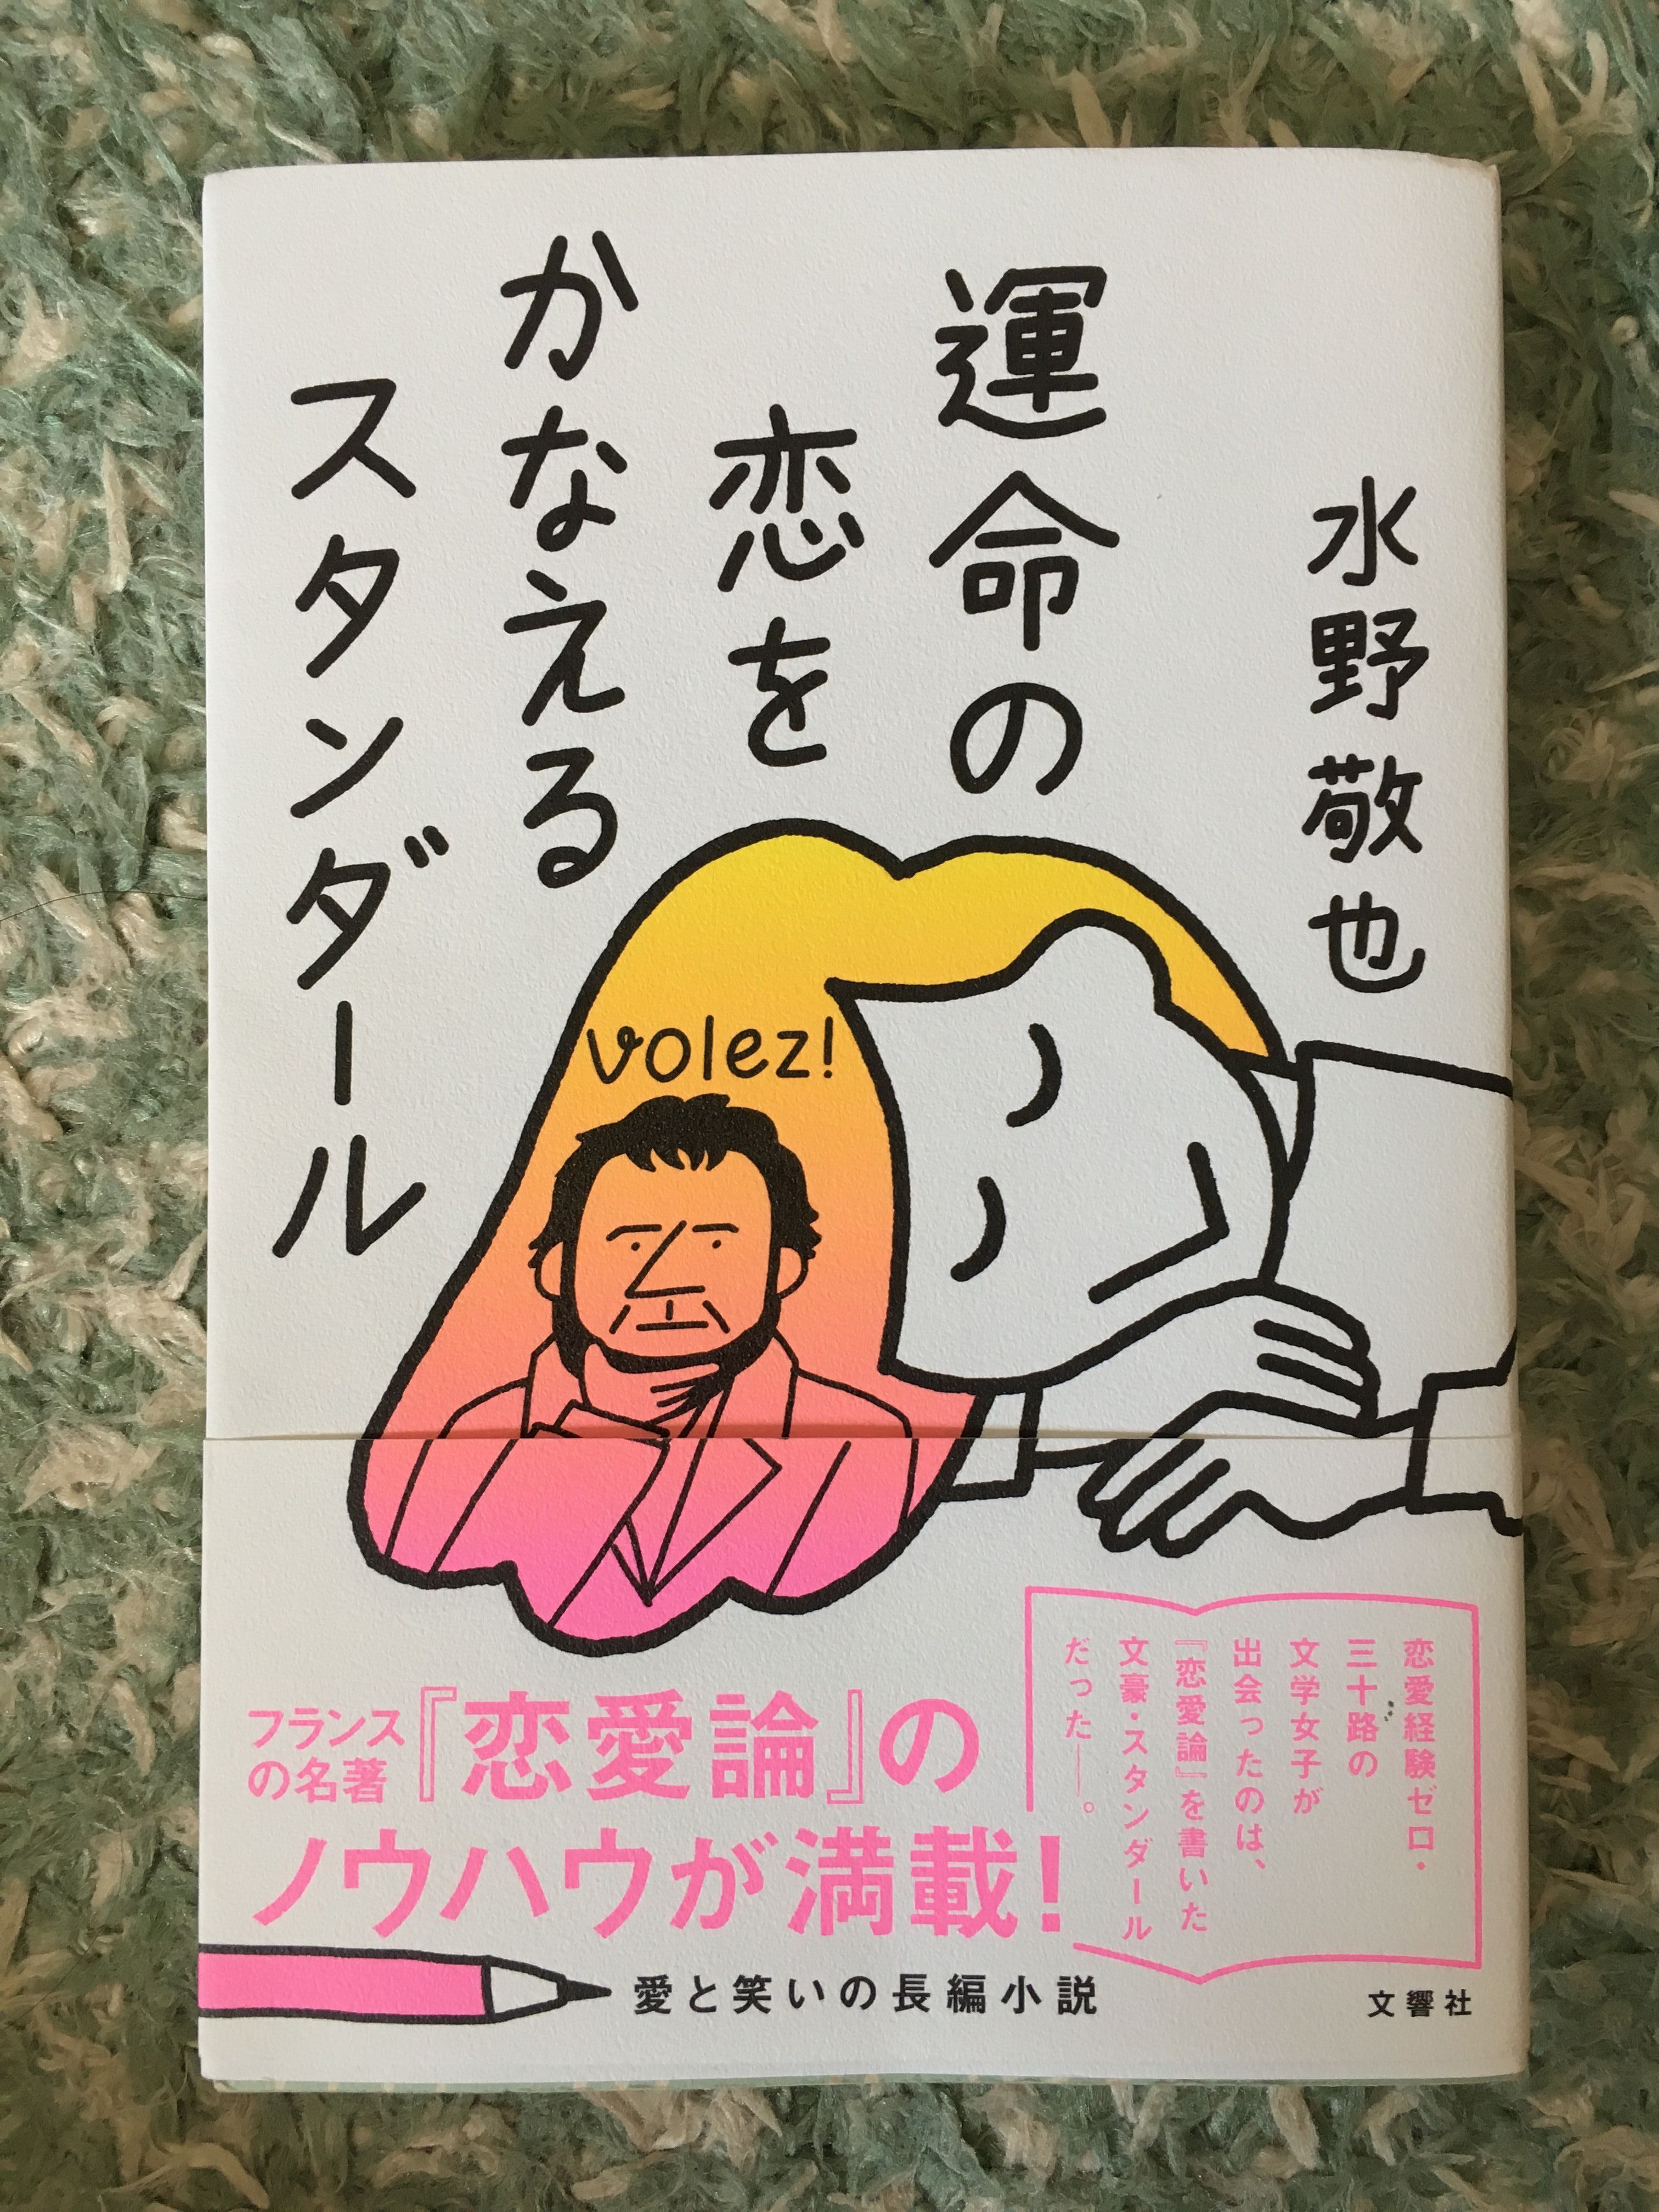 水野敬也
運命の
恋を
かなえる
スタンダール
volez!
恋愛経験ゼロ・
三十路の
文学女子が
出会ったのは、
『恋愛論』を書いた
文豪・スタンダール
だった──。
フランス
の名著
『恋愛論』の
ノウハウが満載!
愛と笑いの長編小説
文響社